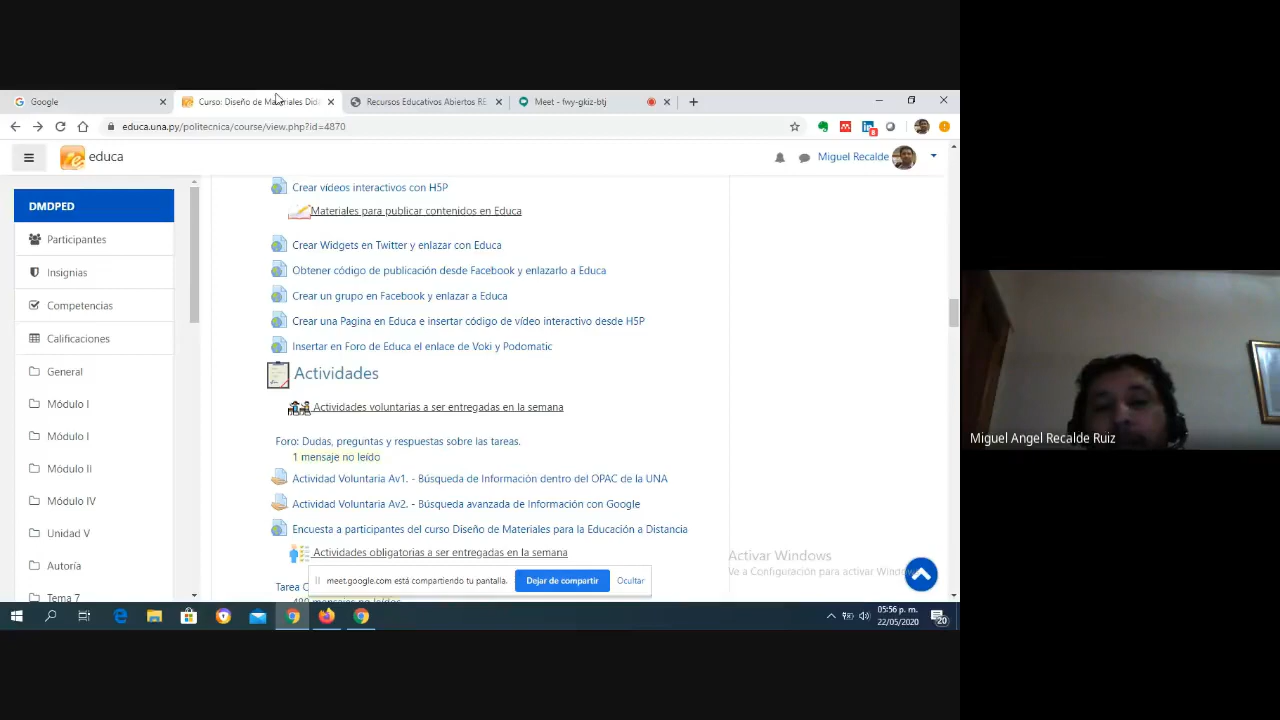 Google
Curso: Diseño de Materiales Did
Recursos Educativos Abiertos RE
Meet - fwy-gkiz-btj
educa.una.py/politecnica/course/view.php?id=4870
8
educa
Miguel Recalde
DMDPED
Participantes
Insignias
Competencias
Calificaciones
General
Módulo I
Módulo I
Módulo II
Módulo IV
Unidad V
Autoría
Tema 7
Crear vídeos interactivos con H5P
Materiales para publicar contenidos en Educa
Crear Widgets en Twitter y enlazar con Educa
Obtener código de publicación desde Facebook y enlazarlo a Educa
Crear un grupo en Facebook y enlazar a Educa
Crear una Pagina en Educa e insertar código de vídeo interactivo desde H5P
Insertar en Foro de Educa el enlace de Voki y Podomatic
Actividades
Actividades voluntarias a ser entregadas en la semana
Foro: Dudas, preguntas y respuestas sobre las tareas.
1 mensaje no leído
Actividad Voluntaria Av1. - Búsqueda de Información dentro del OPAC de la UNA
Actividad Voluntaria Av2. - Búsqueda avanzada de Información con Google
Encuesta a participantes del curso Diseño de Materiales para la Educación a Distancia
Actividades obligatorias a ser entregadas en la semana
Activar Windows
Ve a Configuración para activar Windows
meet.google.com está compartiendo tu pantalla.
Dejar de compartir
Ocultar
05:56 p. m.
22/05/2020
20
Miguel Angel Recalde Ruiz